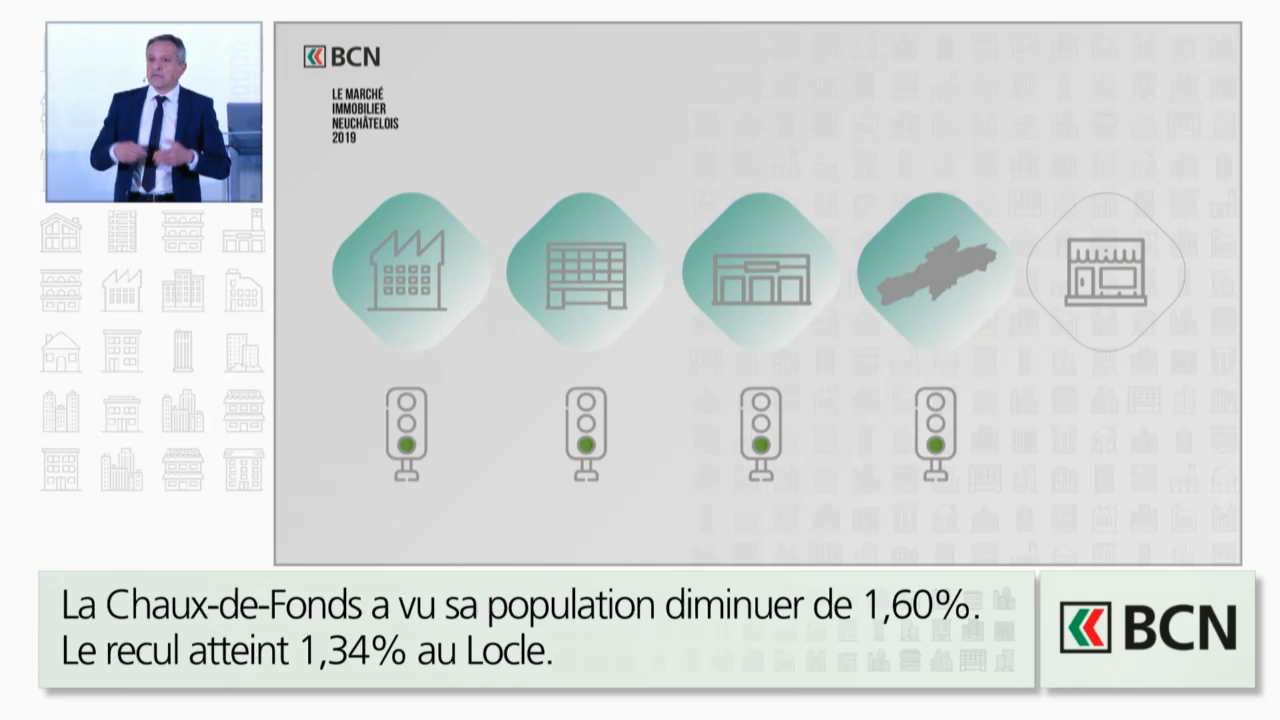 BCN
LE MARCHÉ
IMMOBILIER
NEUCHÂTELOIS
2019
La Chaux-de-Fonds a vu sa population diminuer de 1,60%.
Le recul atteint 1,34% au Locle.
BCN